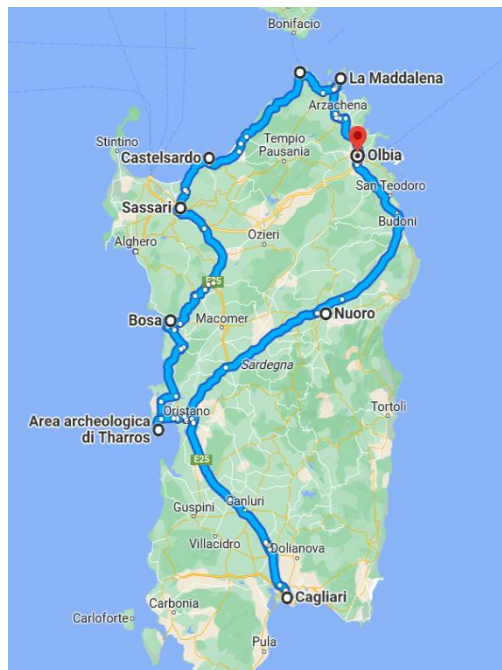 Bonifacio
La Maddalena
Arzachena
Stintino
Castelsardo
Tempio
Pausania
Olbia
San Teodoro
Sassari
Alghero
Ozieri
Budoni
E25
Bosa
Macomer
Nuoro
Sardegna
Area archeologica
di Tharros
Oristano
Tortolì
E25
Guspini
Sanluri
Villacidro
Dolianova
Cagliari
Carloforte
Carbonia
Pula